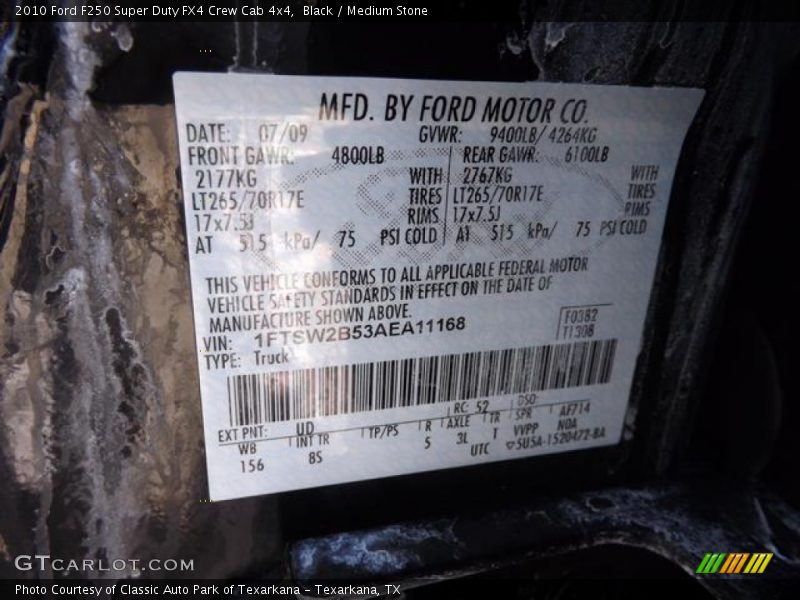 2010 Ford F250 Super Duty FX4 Crew Cab 4x4, Black / Medium Stone
MFD. BY FORD MOTOR CO.
DATE: 07/09 GVWR: 9400LB/ 4264KG
FRONT GAWR: 4800LB REAR GAWR: 6100LB
2177KG WITH 2767KG WITH
LT265/70R17E TIRES LT265/70R17E TIRES
17x7.5J RIMS 17x7.5J RIMS
AT 515 kPa/ 75 PSI COLD AT 515 kPa/ 75 PSI COLD
THIS VEHICLE CONFORMS TO ALL APPLICABLE FEDERAL MOTOR
VEHICLE SAFETY STANDARDS IN EFFECT ON THE DATE OF
MANUFACTURE SHOWN ABOVE.
VIN: 1FTSW2B53AEA11168 F0382
TYPE: Truck T1308
EXT PNT: UD RC: 52 DSO:
WB INT TR TP/PS R AXLE TR SPR AF714
156 8S 5 3L T VVPP NOA
UTC ▽5U5A-1520472-BA
GTCARLOT.COM
Photo Courtesy of Classic Auto Park of Texarkana - Texarkana, TX